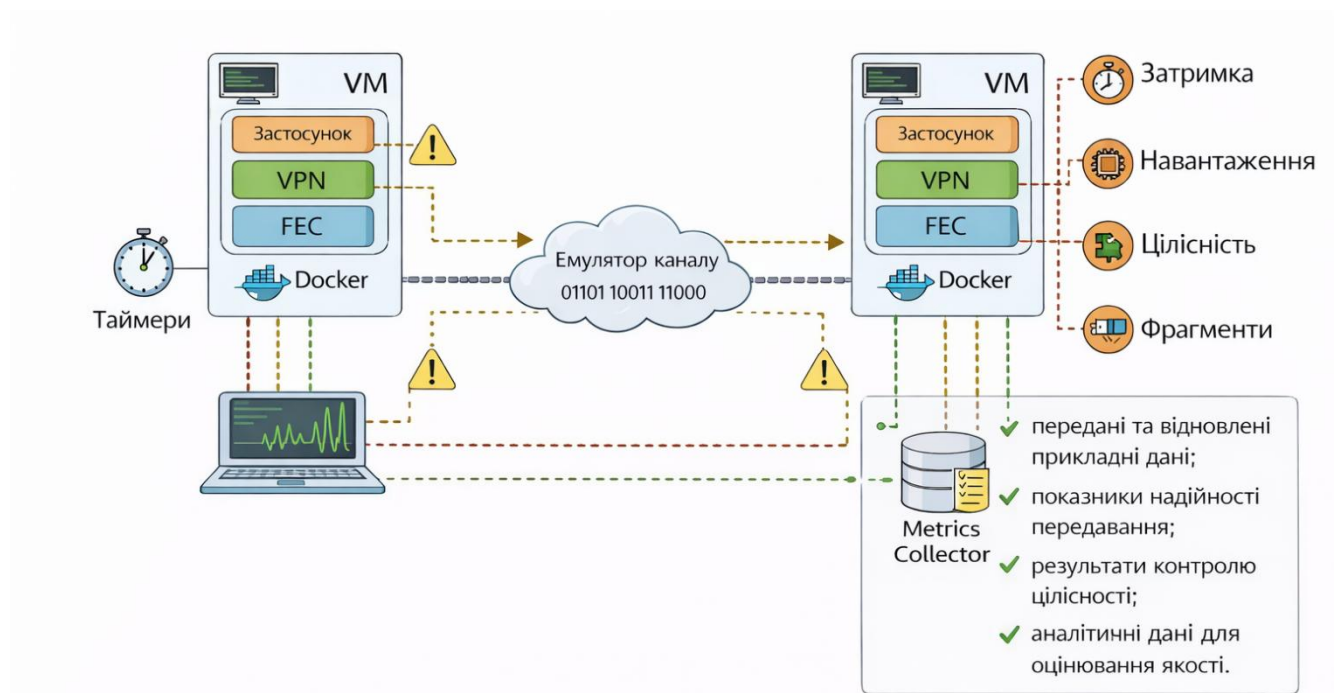 VM
Застосунок
VPN
FEC
Docker
Таймери
Емулятор каналу
01101 10011 11000
VM
Застосунок
VPN
FEC
Docker
Затримка
Навантаження
Цілісність
Фрагменти
Metrics
Collector
передані та відновлені
прикладні дані;
показники надійності
передавання;
результати контролю
цілісності;
аналітичні дані для
оцінювання якості.